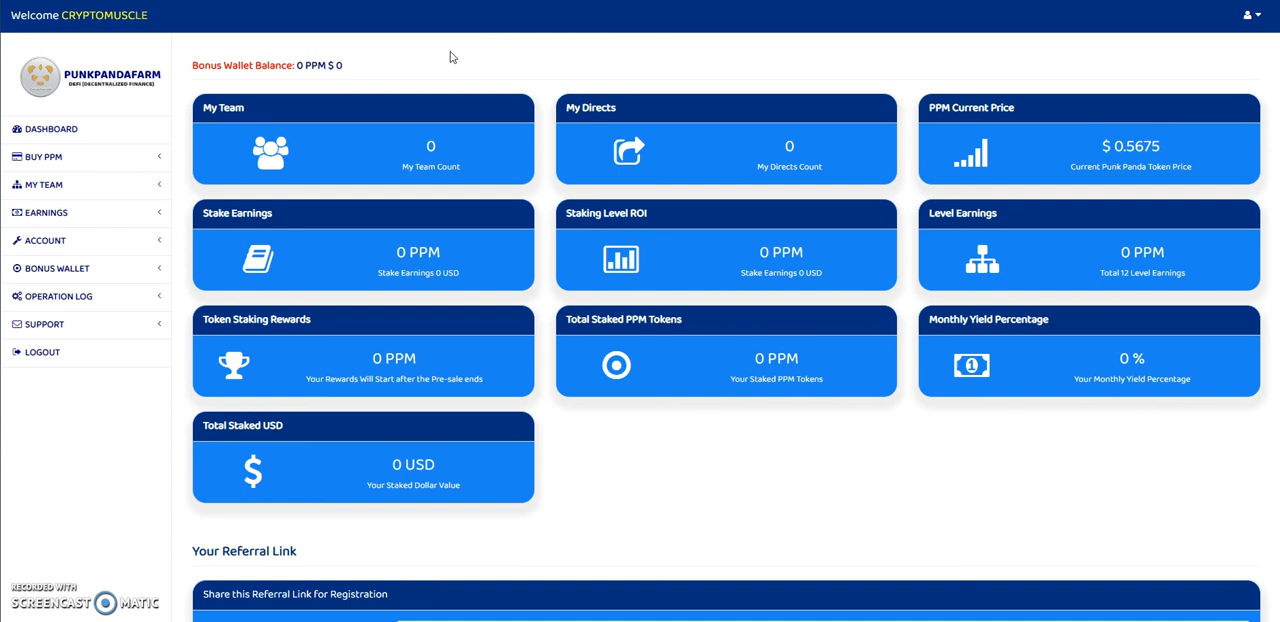 Welcome CRYPTOMUSCLE
PUNKPANDAFARM
DEFI (DECENTRALIZED FINANCE)
DASHBOARD
BUY PPM
MY TEAM
EARNINGS
ACCOUNT
BONUS WALLET
OPERATION LOG
SUPPORT
LOGOUT
Bonus Wallet Balance: 0 PPM $ 0
My Team
0
My Team Count
My Directs
0
My Directs Count
PPM Current Price
$ 0.5675
Current Punk Panda Token Price
Stake Earnings
0 PPM
Stake Earnings 0 USD
Staking Level ROI
0 PPM
Stake Earnings 0 USD
Level Earnings
0 PPM
Total 12 Level Earnings
Token Staking Rewards
0 PPM
Your Rewards Will Start after the Pre-sale ends
Total Staked PPM Tokens
0 PPM
Your Staked PPM Tokens
Monthly Yield Percentage
1
0 %
Your Monthly Yield Percentage
Total Staked USD
$
0 USD
Your Staked Dollar Value
Your Referral Link
Share this Referral Link for Registration
RECORDED WITH
SCREENCAST MATIC